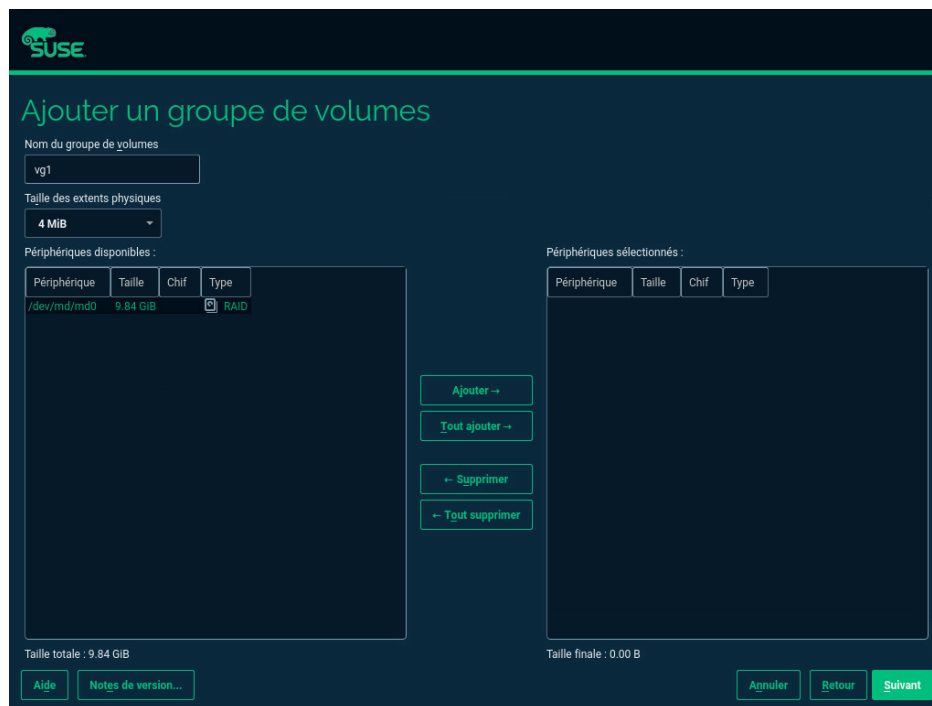 SUSE
Ajouter un groupe de volumes
Nom du groupe de volumes
vg1
Taille des extents physiques
4 MiB
Périphériques disponibles :
Périphériques sélectionnés :
Périphérique Taille Chif Type
Périphérique Taille Chif Type
/dev/md/md0 9.84 GiB RAID
Ajouter →
Tout ajouter →
← Supprimer
← Tout supprimer
Taille totale : 9.84 GiB
Taille finale : 0.00 B
Aide Notes de version... Annuler Retour Suivant